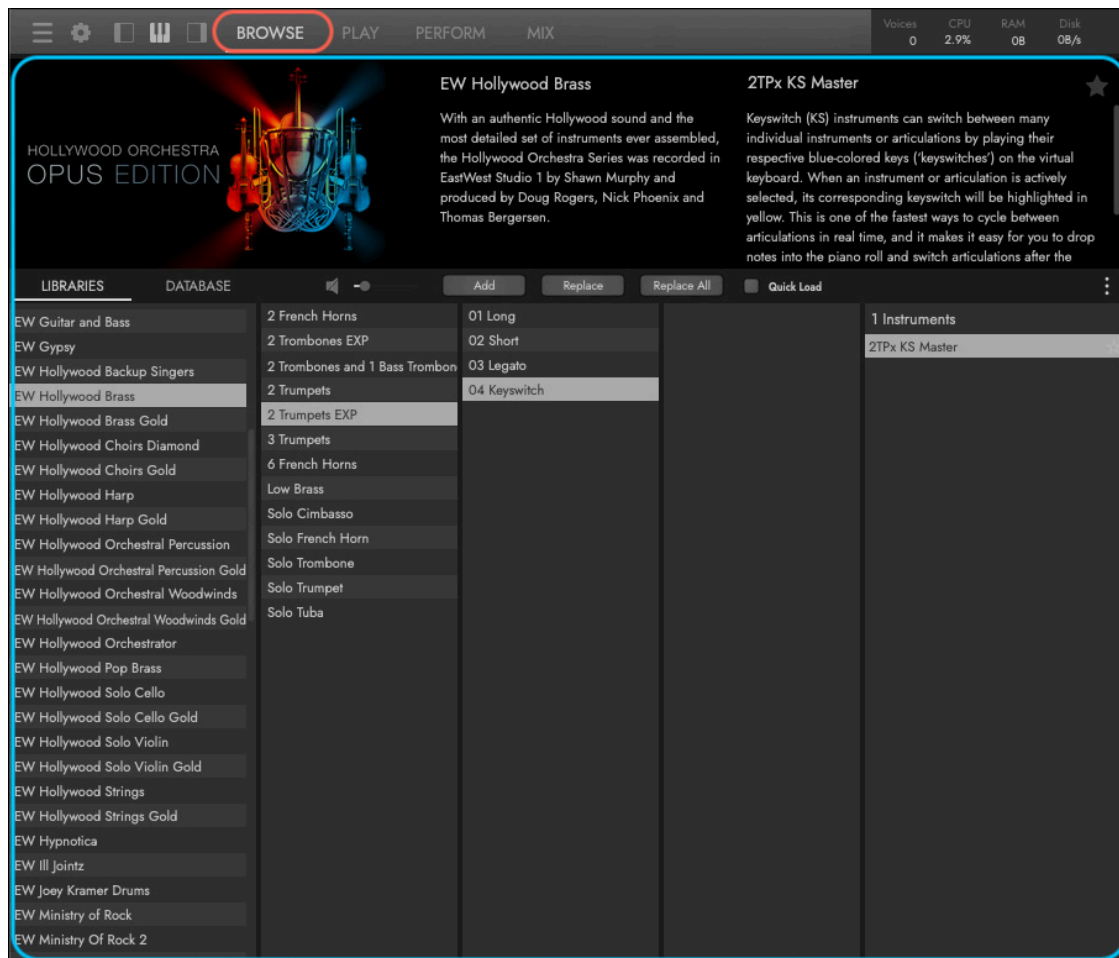 BROWSE PLAY PERFORM MIX
Voices CPU RAM Disk
0 2.9% 0B 0B/s
HOLLYWOOD ORCHESTRA
OPUS EDITION
EW Hollywood Brass
With an authentic Hollywood sound and the
most detailed set of instruments ever assembled,
the Hollywood Orchestra Series was recorded in
EastWest Studio 1 by Shawn Murphy and
produced by Doug Rogers, Nick Phoenix and
Thomas Bergersen.
2TPx KS Master
Keyswitch (KS) instruments can switch between many
individual instruments or articulations by playing their
respective blue-colored keys ('keyswitches') on the virtual
keyboard. When an instrument or articulation is actively
selected, its corresponding keyswitch will be highlighted in
yellow. This is one of the fastest ways to cycle between
articulations in real time, and it makes it easy for you to drop
notes into the piano roll and switch articulations after the
LIBRARIES DATABASE
Add Replace Replace All Quick Load
EW Guitar and Bass
EW Gypsy
EW Hollywood Backup Singers
EW Hollywood Brass
EW Hollywood Brass Gold
EW Hollywood Choirs Diamond
EW Hollywood Choirs Gold
EW Hollywood Harp
EW Hollywood Harp Gold
EW Hollywood Orchestral Percussion
EW Hollywood Orchestral Percussion Gold
EW Hollywood Orchestral Woodwinds
EW Hollywood Orchestral Woodwinds Gold
EW Hollywood Orchestrator
EW Hollywood Pop Brass
EW Hollywood Solo Cello
EW Hollywood Solo Cello Gold
EW Hollywood Solo Violin
EW Hollywood Solo Violin Gold
EW Hollywood Strings
EW Hollywood Strings Gold
EW Hypnotica
EW Ill Jointz
EW Joey Kramer Drums
EW Ministry of Rock
EW Ministry Of Rock 2
2 French Horns
2 Trombones EXP
2 Trombones and 1 Bass Trombon
2 Trumpets
2 Trumpets EXP
3 Trumpets
6 French Horns
Low Brass
Solo Cimbasso
Solo French Horn
Solo Trombone
Solo Trumpet
Solo Tuba
01 Long
02 Short
03 Legato
04 Keyswitch
1 Instruments
2TPx KS Master